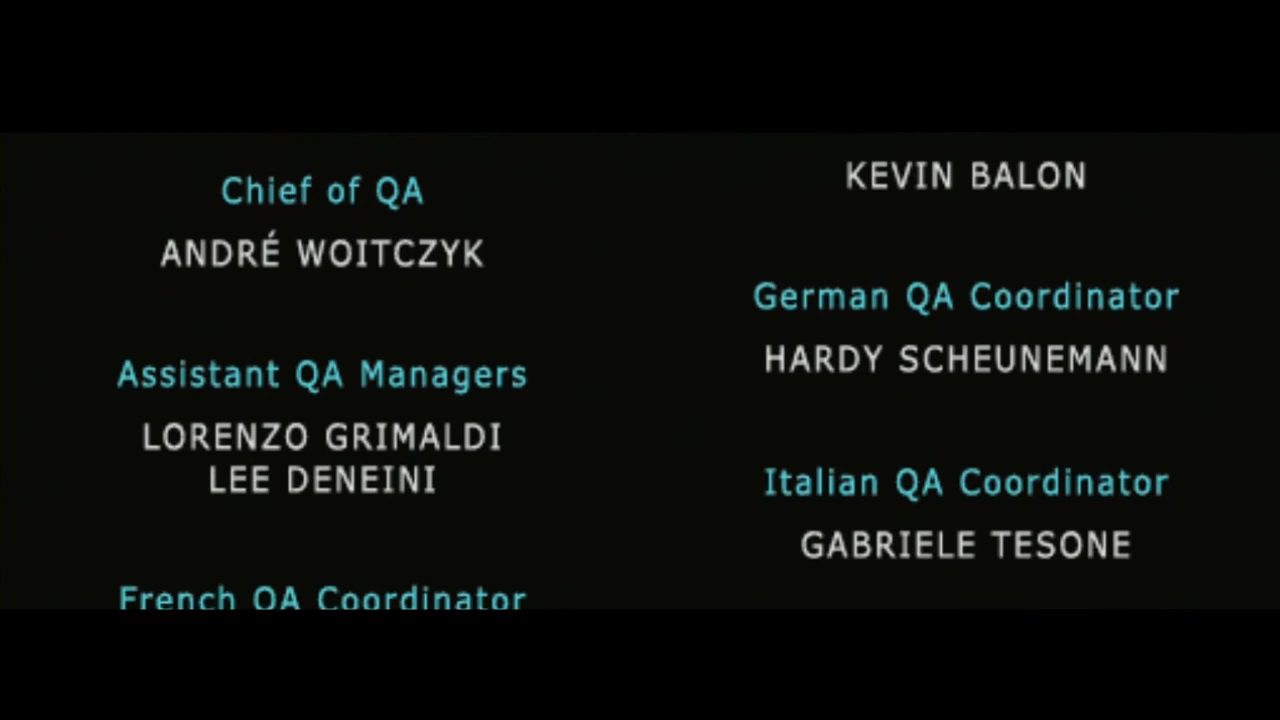 Chief of QA
ANDRÉ WOITCZYK
Assistant QA Managers
LORENZO GRIMALDI
LEE DENEINI
French QA Coordinator
KEVIN BALON
German QA Coordinator
HARDY SCHEUNEMANN
Italian QA Coordinator
GABRIELE TESONE